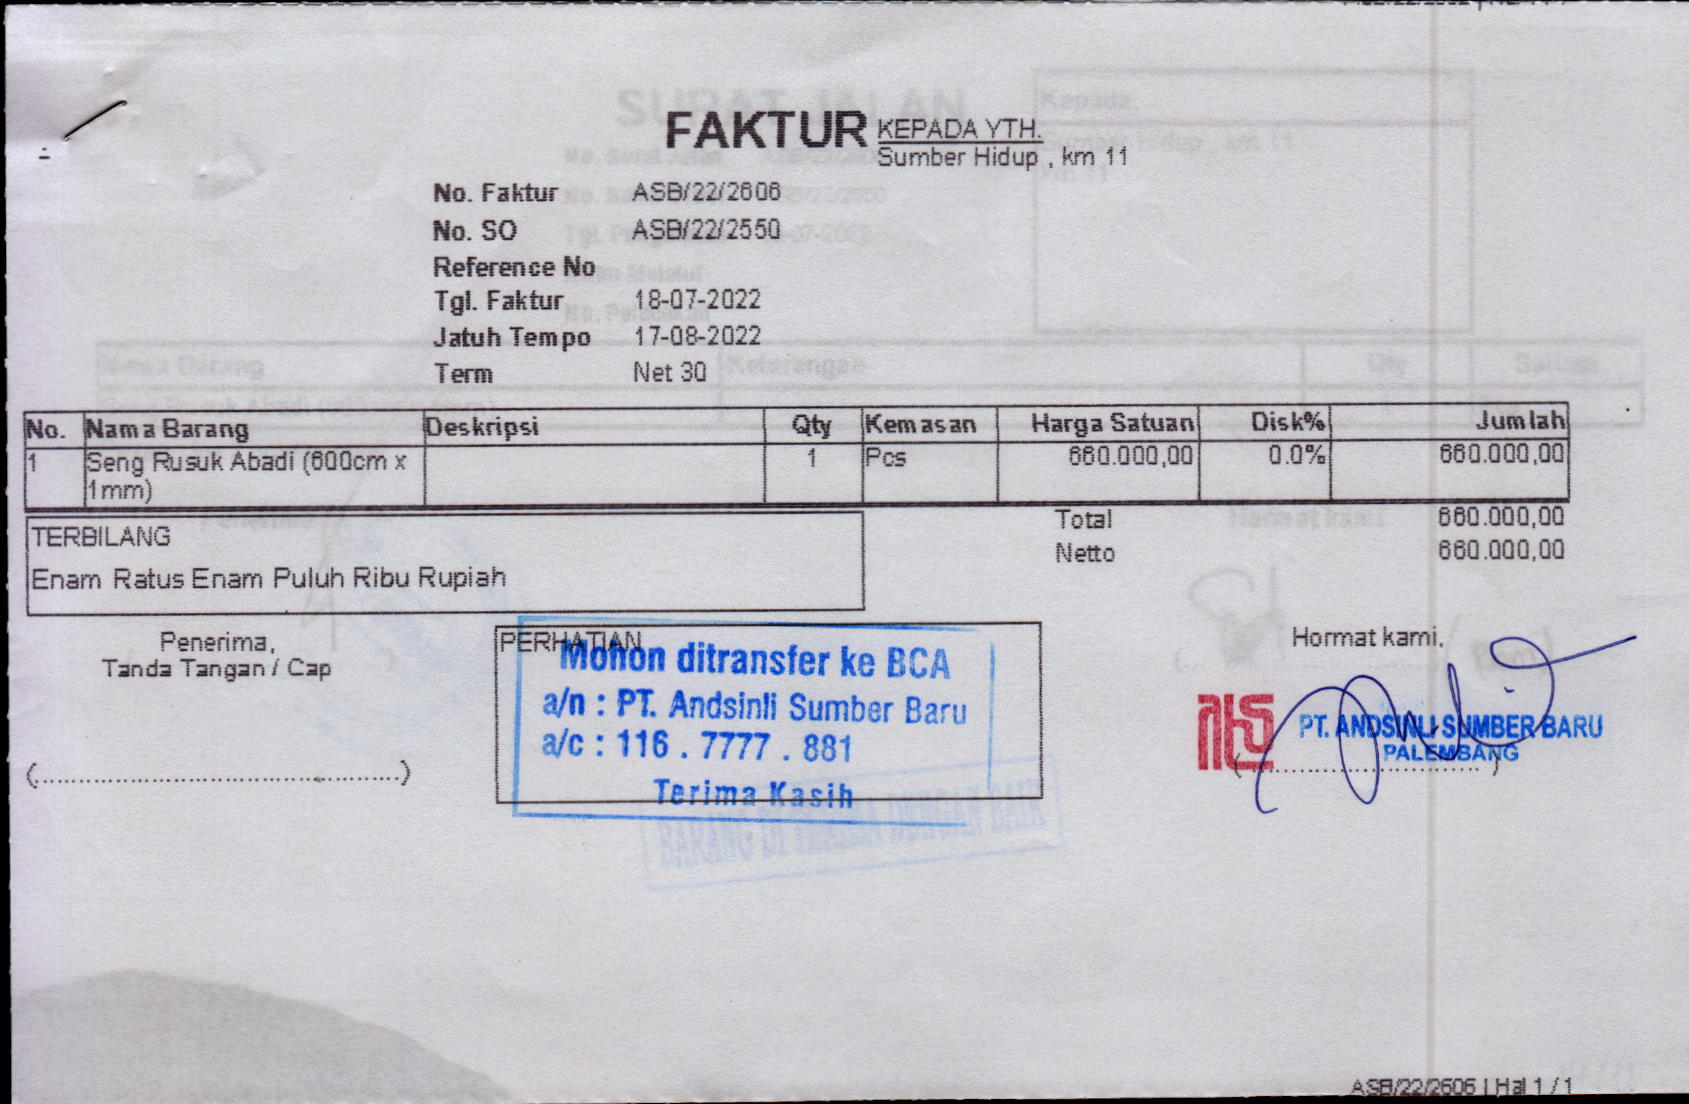 FAKTUR KEPADA YTH.
Sumber Hidup , km 11
No. Faktur ASB/22/2606
No. SO ASB/22/2550
Reference No
Tgl. Faktur 18-07-2022
Jatuh Tempo 17-08-2022
Term Net 30
No. Nama Barang Deskripsi Qty Kemasan Harga Satuan Disk% Jumlah
1 Seng Rusuk Abadi (600cm x 1 Pcs 660.000,00 0.0% 660.000,00
1mm)
Total 660.000,00
TERBILANG
Netto 660.000,00
Enam Ratus Enam Puluh Ribu Rupiah
Penerima,
Tanda Tangan / Cap
PERHATIAN
Mohon ditransfer ke BCA
a/n : PT. Andsinli Sumber Baru
a/c : 116 . 7777 . 881
Terima Kasih
BARANG DI TERIMA DENGAN BAIK
Hormat kami,
PT. ANDSINLI SUMBER BARU
PALEMBANG
ASB/22/2606 | Hal 1 / 1